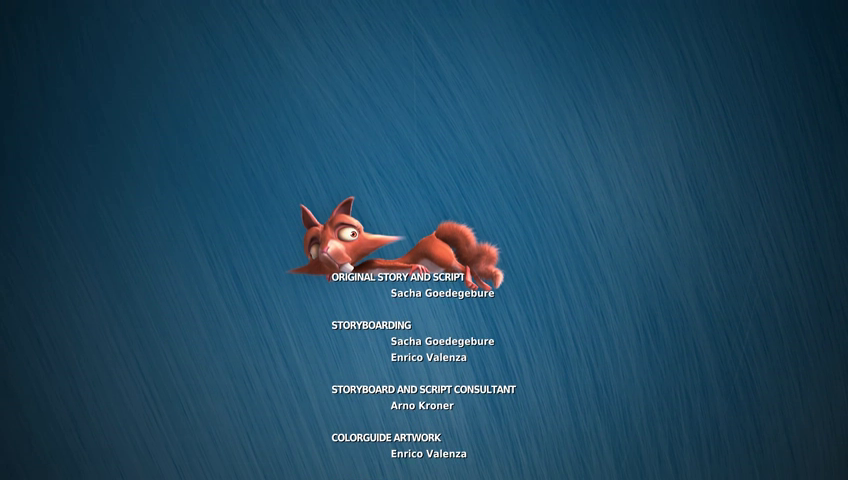 ORIGINAL STORY AND SCRIPT
Sacha Goedegebure
STORYBOARDING
Sacha Goedegebure
Enrico Valenza
STORYBOARD AND SCRIPT CONSULTANT
Arno Kroner
COLORGUIDE ARTWORK
Enrico Valenza